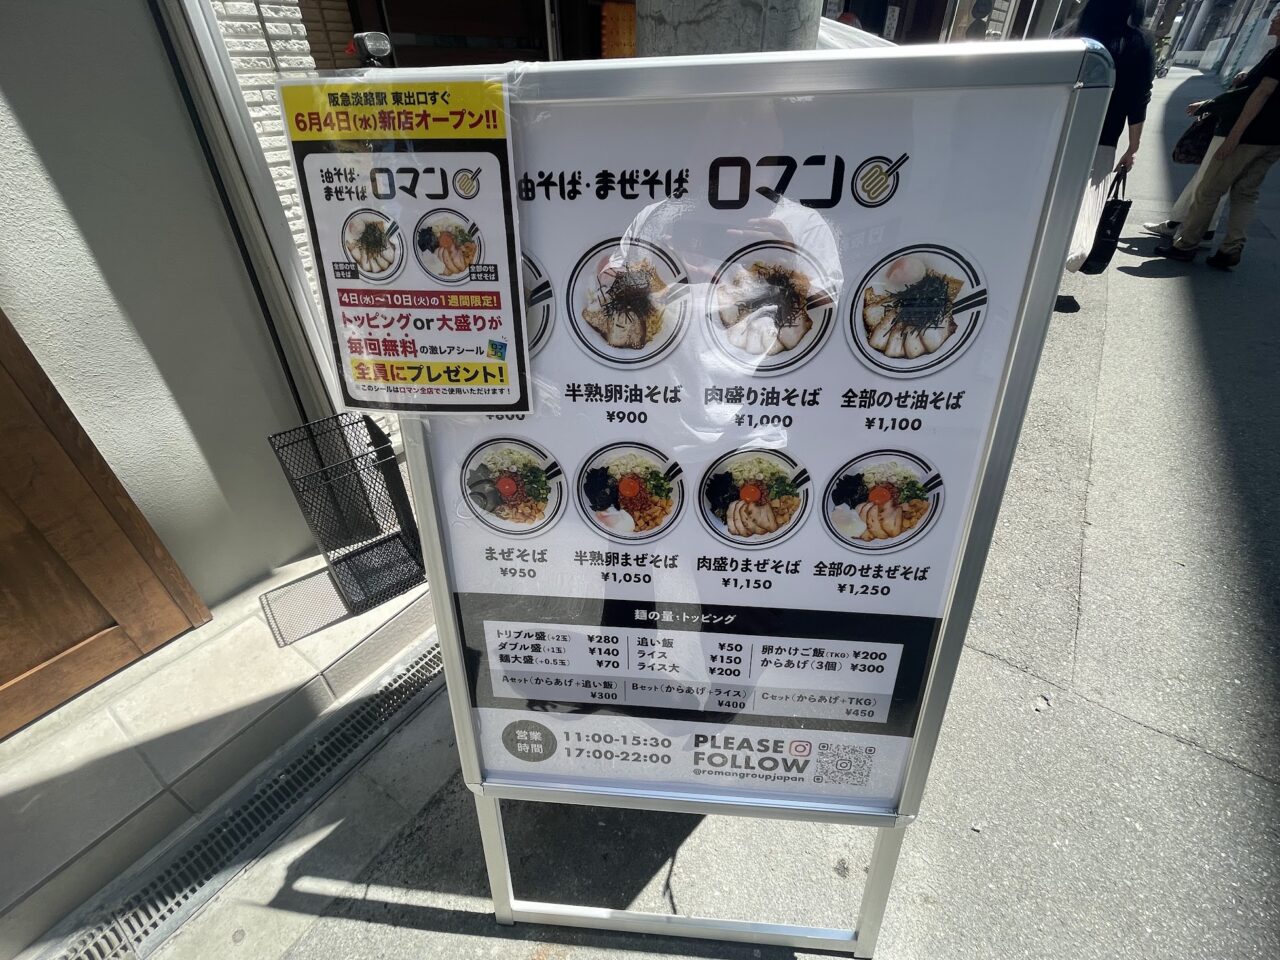 阪急淡路駅 東出口すぐ
6月4日(水)新店オープン!!
油そば・
まぜそば ロマン
全部のせ
油そば
全部のせ
まぜそば
4日(水)〜10日(火)の1週間限定!
トッピングor大盛りが
毎回無料の激レアシール
全員にプレゼント!
※このシールはロマン全店でご使用いただけます!
油そば・まぜそば ロマン
¥800
半熟卵油そば
¥900
肉盛り油そば
¥1,000
全部のせ油そば
¥1,100
まぜそば
¥950
半熟卵まぜそば
¥1,050
肉盛りまぜそば
¥1,150
全部のせまぜそば
¥1,250
麺の量・トッピング
トリプル盛(+2玉) ¥280
ダブル盛(+1玉) ¥140
麺大盛(+0.5玉) ¥70
追い飯 ¥50
ライス ¥150
ライス大 ¥200
卵かけご飯(TKG) ¥200
からあげ(3個) ¥300
Aセット(からあげ+追い飯)
¥300
Bセット(からあげ+ライス)
¥400
Cセット(からあげ+TKG)
¥450
営業
時間
11:00-15:30
17:00-22:00
PLEASE
FOLLOW
@romangroupjapan